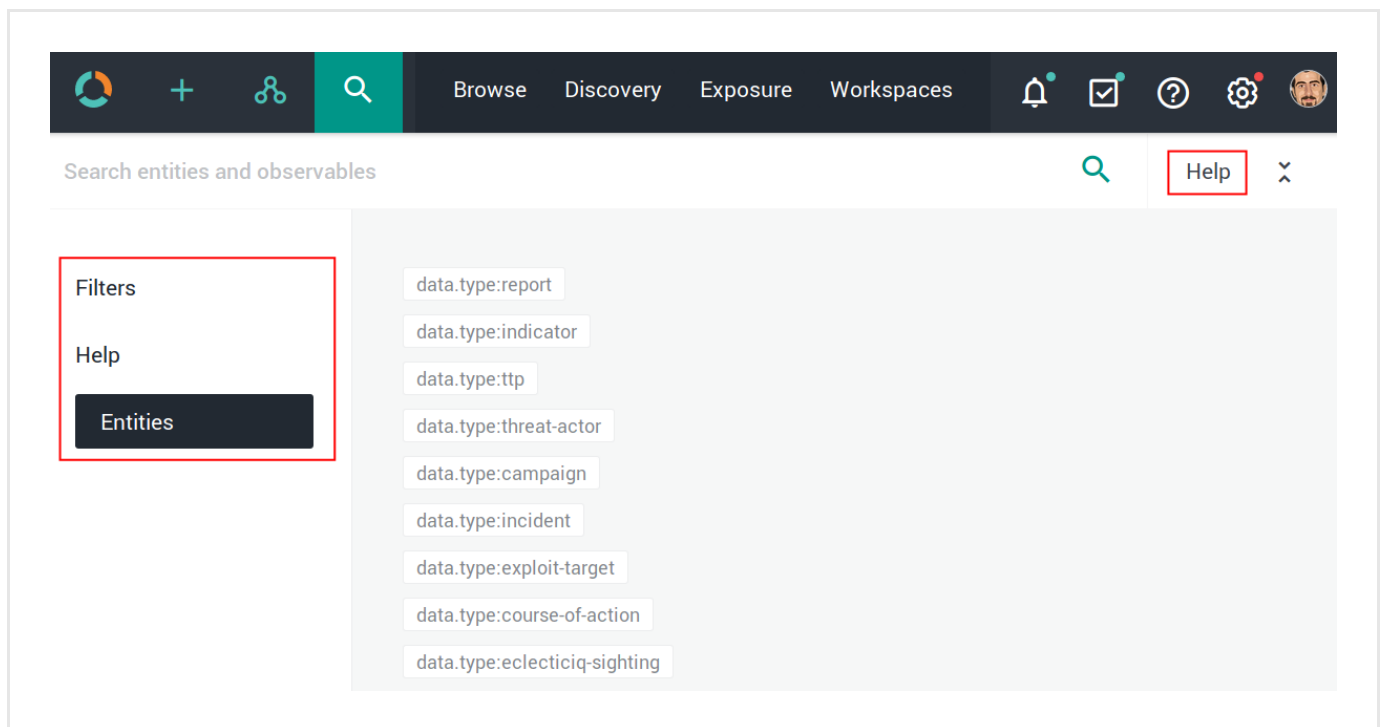 Browse Discovery Exposure Workspaces
Search entities and observables
Help
Filters
Help
Entities
data.type:report
data.type:indicator
data.type:ttp
data.type:threat-actor
data.type:campaign
data.type:incident
data.type:exploit-target
data.type:course-of-action
data.type:eclecticiq-sighting